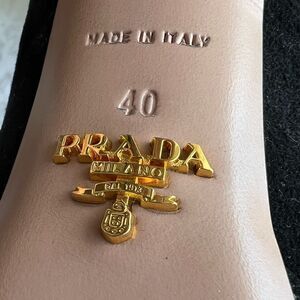 MADE IN ITALY
40
PRADA
MILANO
DAL 1913